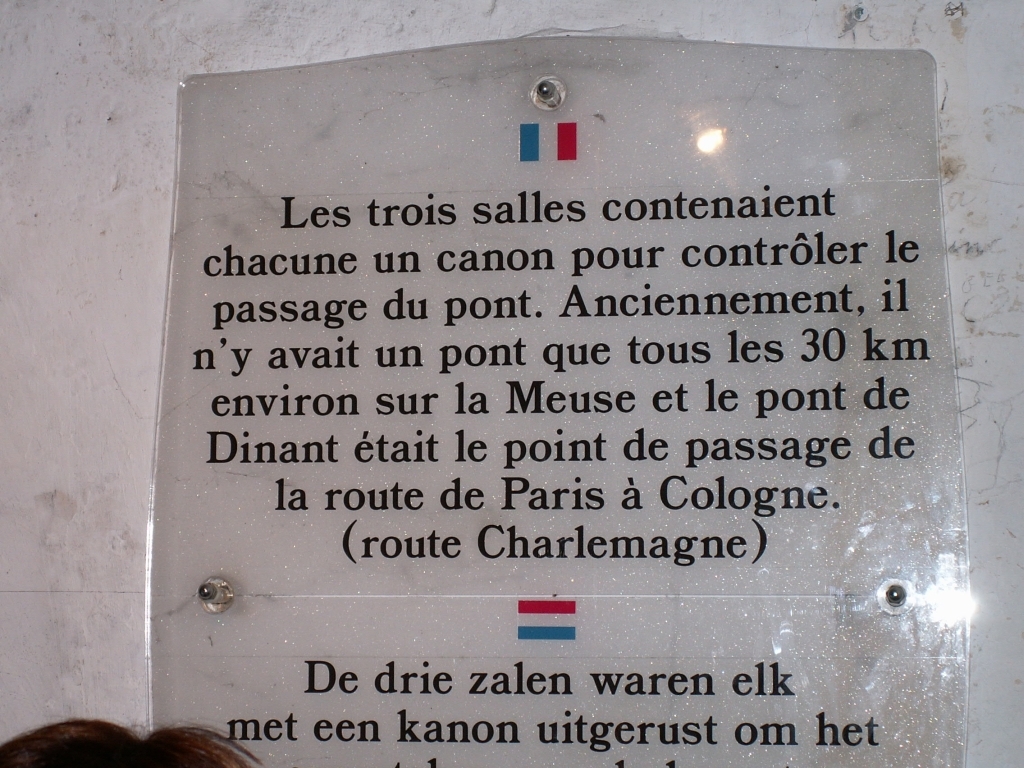 Les trois salles contenaient
chacune un canon pour contrôler le
passage du pont. Anciennement, il
n'y avait un pont que tous les 30 km
environ sur la Meuse et le pont de
Dinant était le point de passage de
la route de Paris à Cologne.
(route Charlemagne)
De drie zalen waren elk
met een kanon uitgerust om het